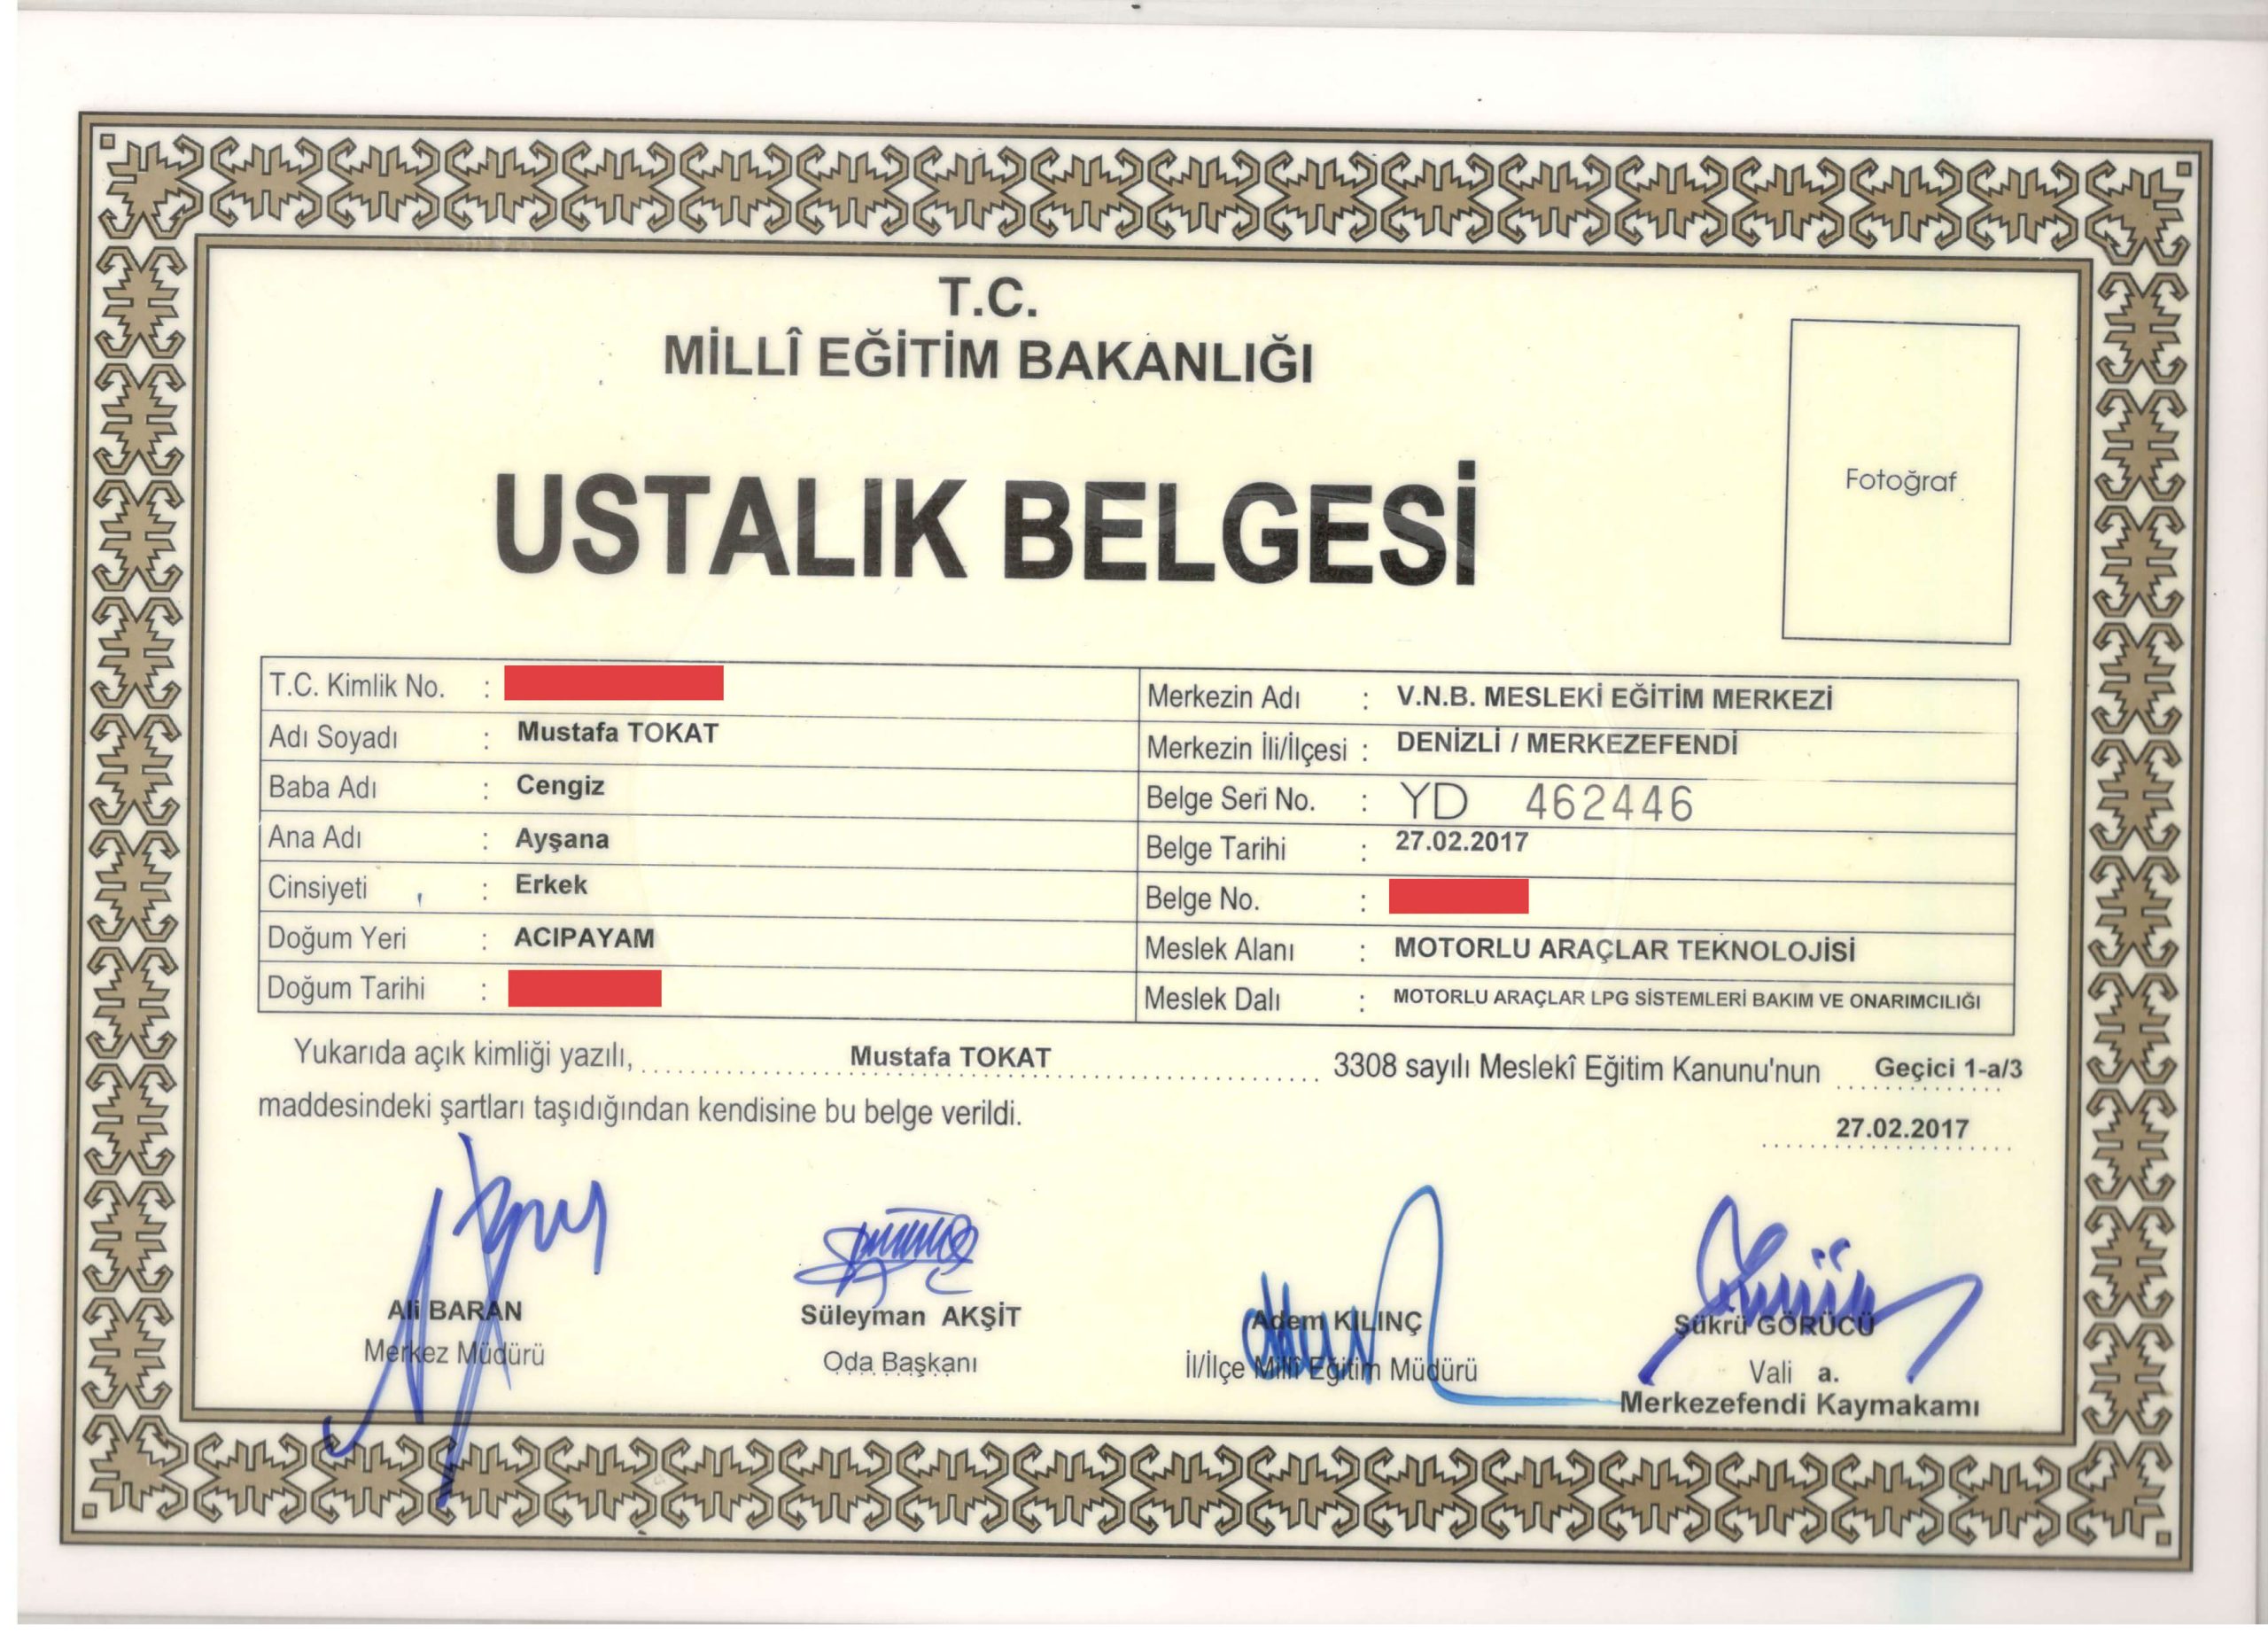 T.C.
MİLLÎ EĞİTİM BAKANLIĞI
USTALIK BELGESİ
Fotoğraf
T.C. Kimlik No. :
Adı Soyadı : Mustafa TOKAT
Baba Adı : Cengiz
Ana Adı : Ayşana
Cinsiyeti : Erkek
Doğum Yeri : ACIPAYAM
Doğum Tarihi :
Merkezin Adı : V.N.B. MESLEKİ EĞİTİM MERKEZİ
Merkezin İli/İlçesi : DENİZLİ / MERKEZEFENDİ
Belge Seri No. : YD 462446
Belge Tarihi : 27.02.2017
Belge No. :
Meslek Alanı : MOTORLU ARAÇLAR TEKNOLOJİSİ
Meslek Dalı : MOTORLU ARAÇLAR LPG SİSTEMLERİ BAKIM VE ONARIMCILIĞI
Yukarıda açık kimliği yazılı, Mustafa TOKAT 3308 sayılı Meslekî Eğitim Kanunu'nun Geçici 1-a/3
maddesindeki şartları taşıdığından kendisine bu belge verildi.
27.02.2017
Ali BARAN
Merkez Müdürü
Süleyman AKŞİT
Oda Başkanı
Adem KILINÇ
İl/İlçe Millî Eğitim Müdürü
Şükrü GÖRÜCÜ
Vali a.
Merkezefendi Kaymakamı